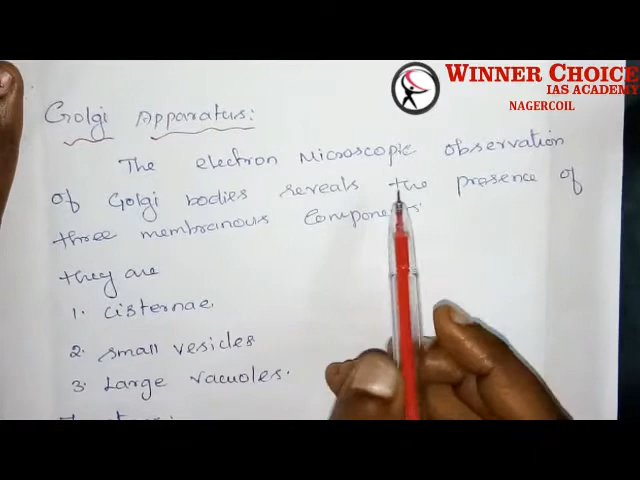 WINNER CHOICE
IAS ACADEMY
NAGERCOIL
Golgi Apparatus:
The electron Microscopic observation
of Golgi bodies reveals the presence of
three membranous Components.
they are
1. Cisternae
2. small vesicles
3. Large vacuoles.